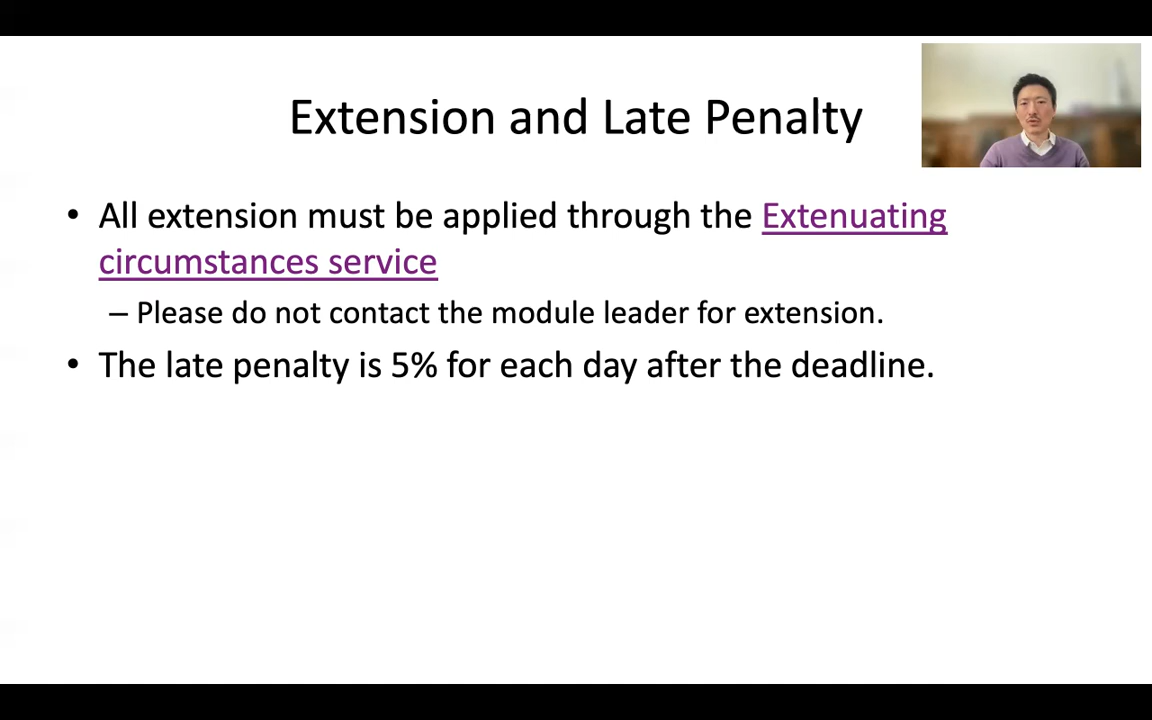 Extension and Late Penalty
• All extension must be applied through the Extenuating
circumstances service
– Please do not contact the module leader for extension.
• The late penalty is 5% for each day after the deadline.